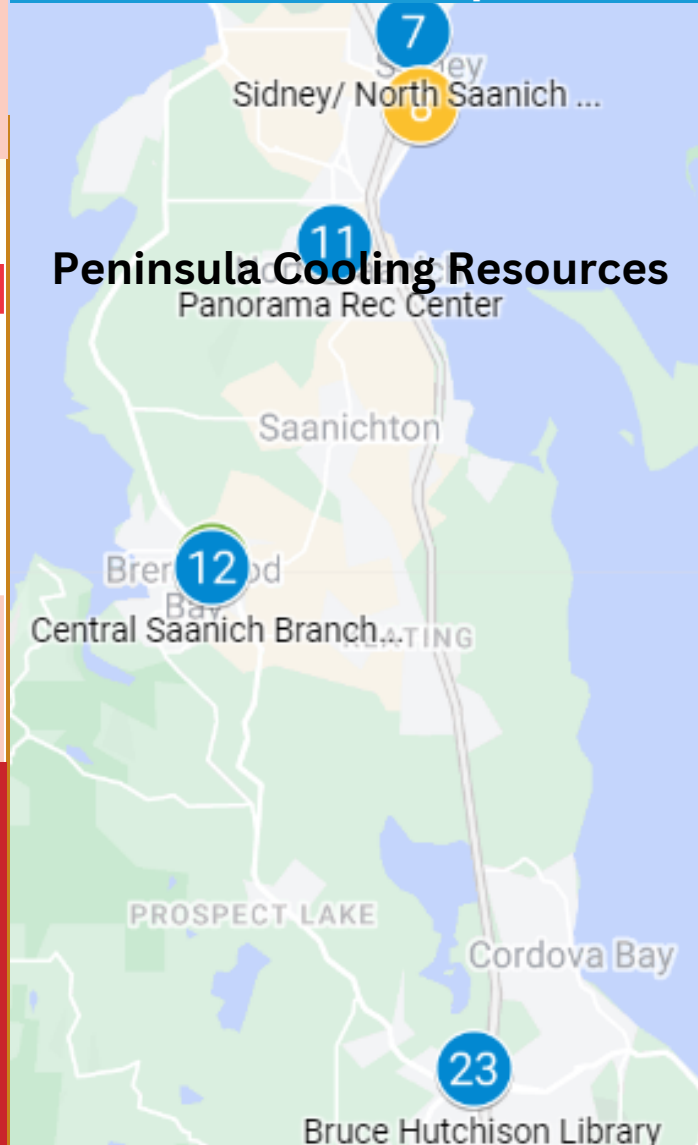 7
Sidney/ North Saanich ...
11
Peninsula Cooling Resources
Panorama Rec Center
Saanichton
12
Central Saanich Branch...
PROSPECT LAKE
Cordova Bay
23
Bruce Hutchison Library